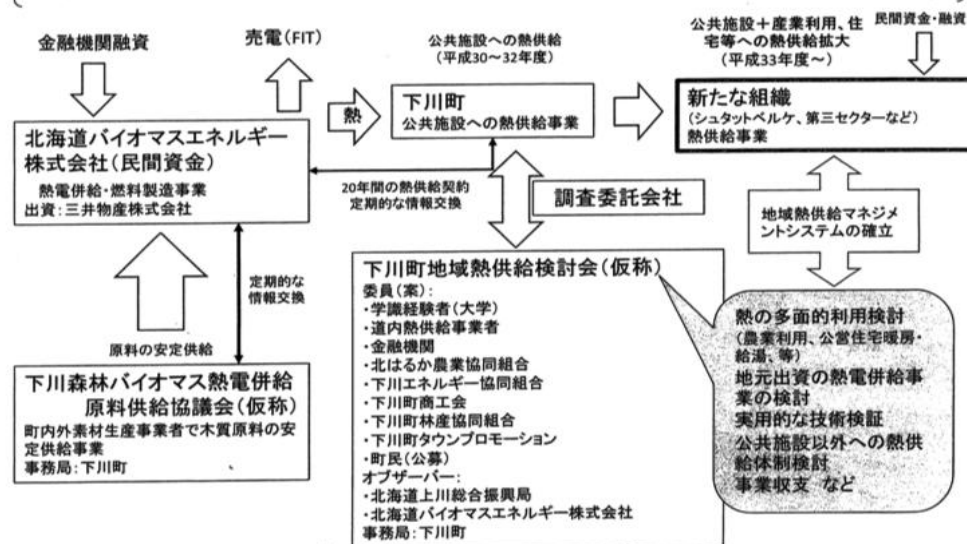 金融機関融資
売電(FIT)
公共施設への熱供給
(平成30～32年度)
公共施設＋産業利用、住
宅等への熱供給拡大
(平成33年度～)
民間資金・融資
北海道バイオマスエネルギー
株式会社(民間資金)
熱電併給・燃料製造事業
出資：三井物産株式会社
熱
下川町
公共施設への熱供給事業
新たな組織
(シュタットベルケ、第三セクターなど)
熱供給事業
20年間の熱供給契約
定期的な情報交換
調査委託会社
地域熱供給マネジメ
ントシステムの確立
定期的な
情報交換
原料の安定供給
下川森林バイオマス熱電併給
原料供給協議会(仮称)
町内外素材生産事業者で木質原料の安
定供給事業
事務局：下川町
下川町地域熱供給検討会(仮称)
委員(案)：
・学識経験者(大学)
・道内熱供給事業者
・金融機関
・北はるか農業協同組合
・下川エネルギー協同組合
・下川町商工会
・下川町林産協同組合
・下川町タウンプロモーション
・町民(公募)
オブザーバー：
・北海道上川総合振興局
・北海道バイオマスエネルギー株式会社
事務局：下川町
熱の多面的利用検討
(農業利用、公営住宅暖房・
給湯、等)
地元出資の熱電併給事
業の検討
実用的な技術検証
公共施設以外への熱供
給体制検討
事業収支 など